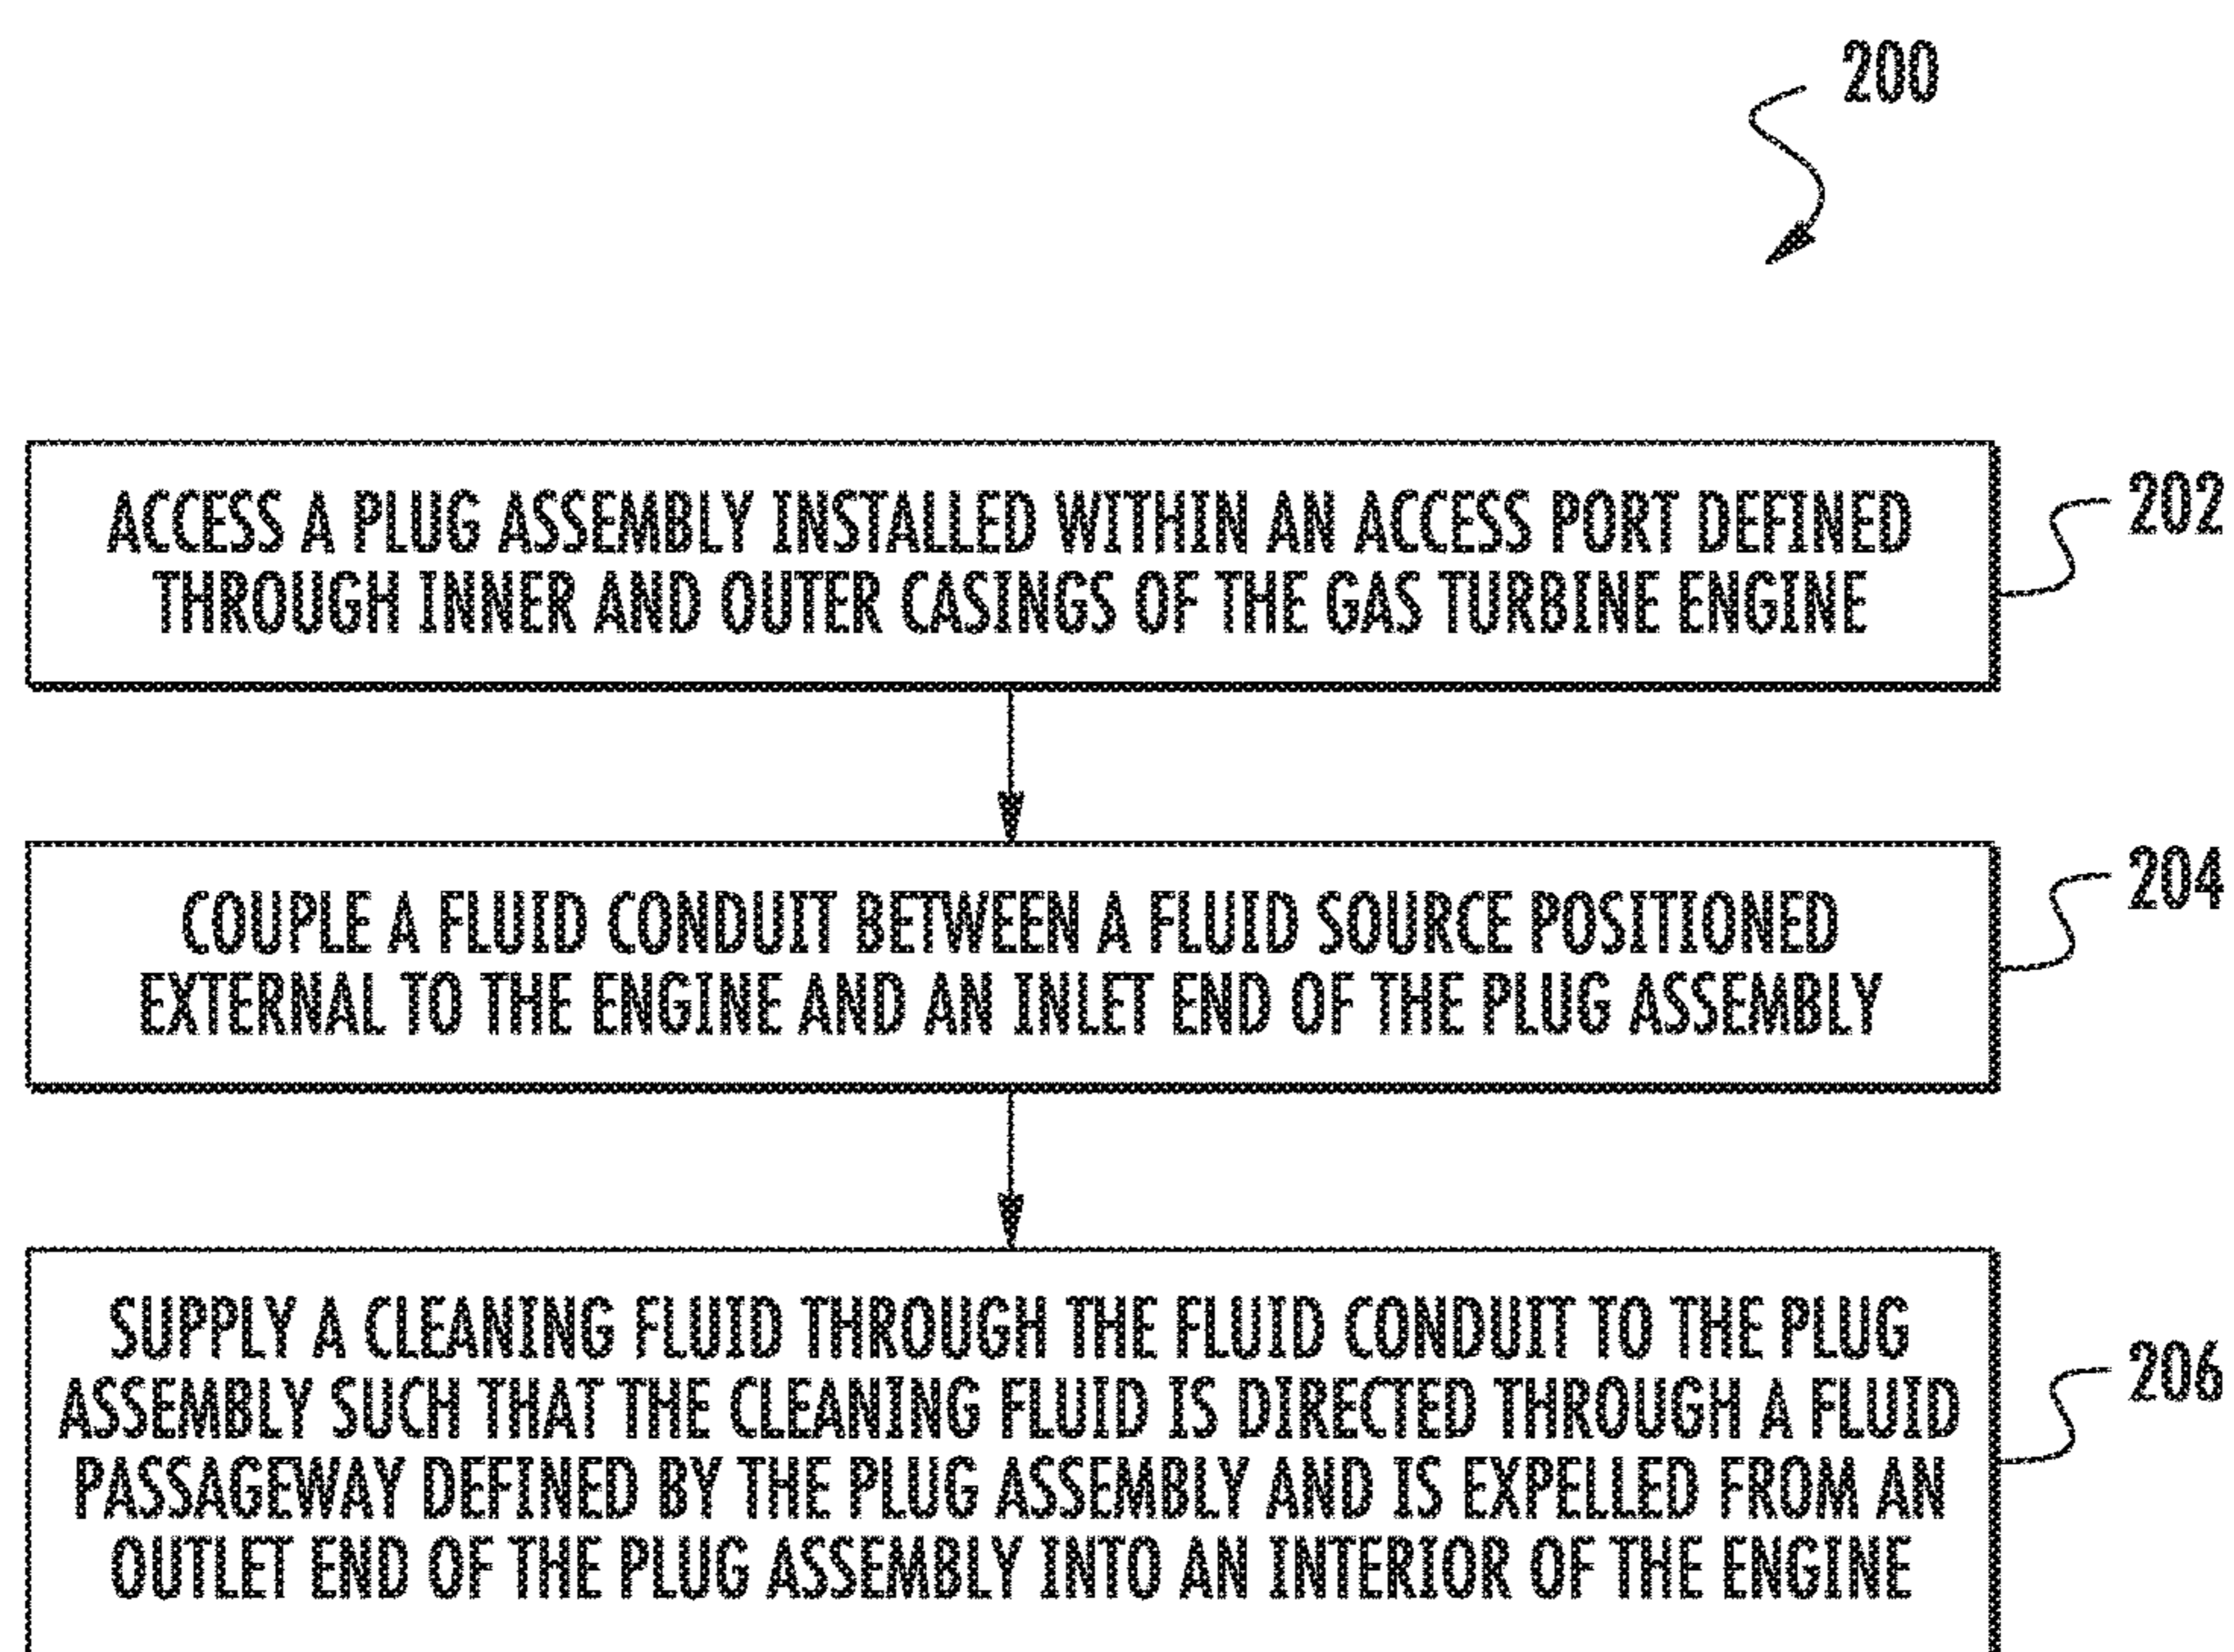 200
ACCESS A PLUG ASSEMBLY INSTALLED WITHIN AN ACCESS PORT DEFINED
THROUGH INNER AND OUTER CASINGS OF THE GAS TURBINE ENGINE
202
COUPLE A FLUID CONDUIT BETWEEN A FLUID SOURCE POSITIONED
EXTERNAL TO THE ENGINE AND AN INLET END OF THE PLUG ASSEMBLY
204
SUPPLY A CLEANING FLUID THROUGH THE FLUID CONDUIT TO THE PLUG
ASSEMBLY SUCH THAT THE CLEANING FLUID IS DIRECTED THROUGH A FLUID
PASSAGEWAY DEFINED BY THE PLUG ASSEMBLY AND IS EXPELLED FROM AN
OUTLET END OF THE PLUG ASSEMBLY INTO AN INTERIOR OF THE ENGINE
206